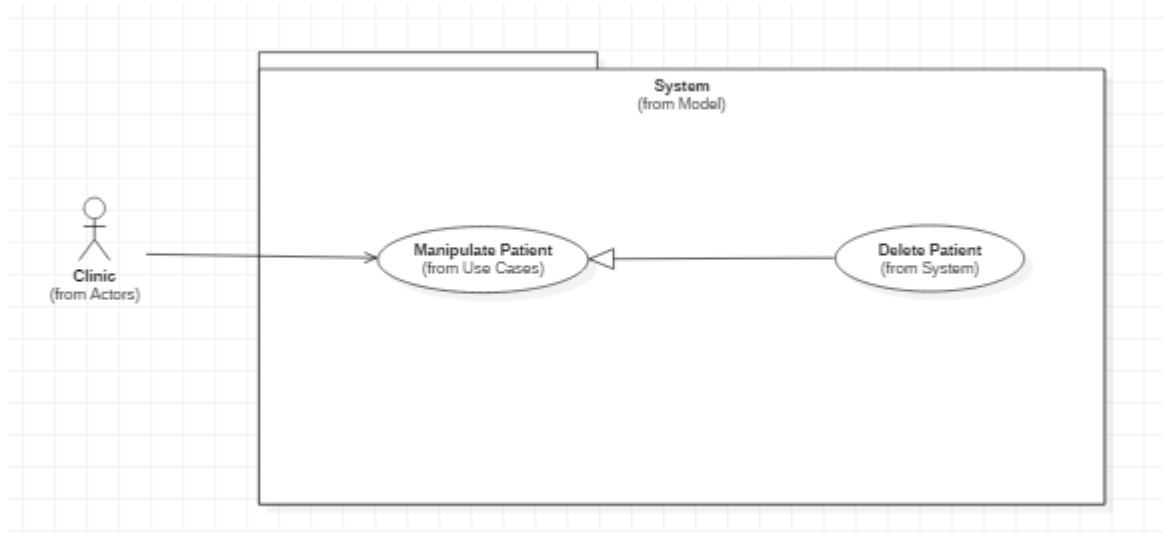 System
(from Model)
Manipulate Patient
(from Use Cases)
Delete Patient
(from System)
Clinic
(from Actors)